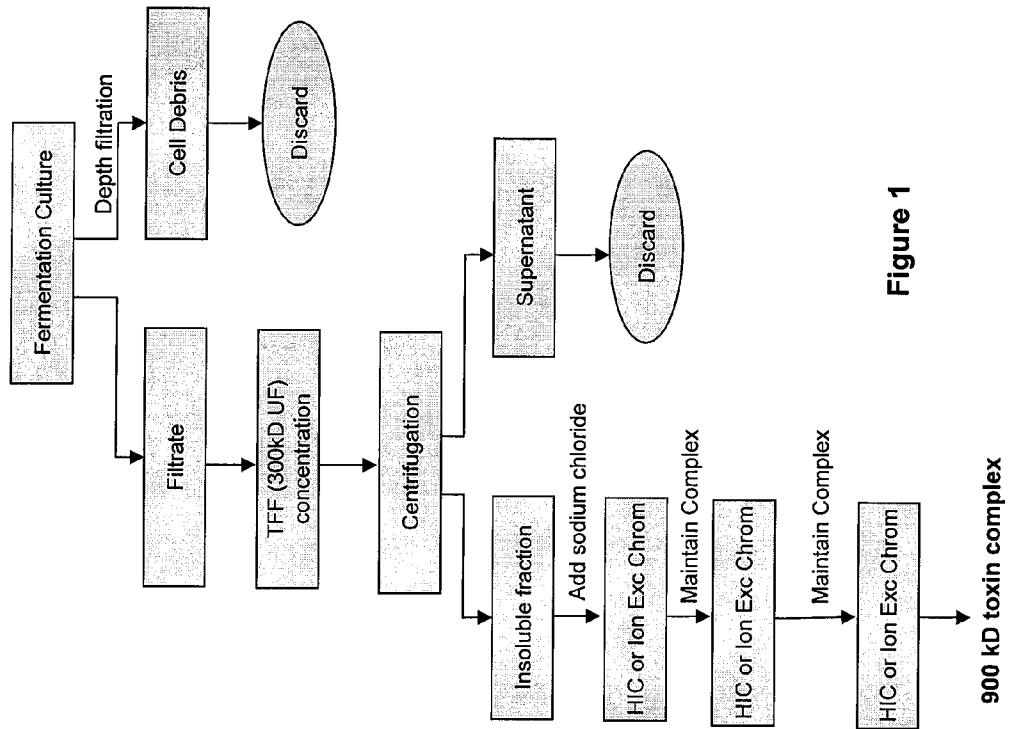 Fermentation Culture
Depth filtration
Filtrate
Cell Debris
Discard
TFF (300kD UF)
concentration
Centrifugation
Insoluble fraction
Supernatant
Discard
Add sodium chloride
HIC or Ion Exc Chrom
Maintain Complex
HIC or Ion Exc Chrom
Maintain Complex
HIC or Ion Exc Chrom
900 kD toxin complex
Figure 1